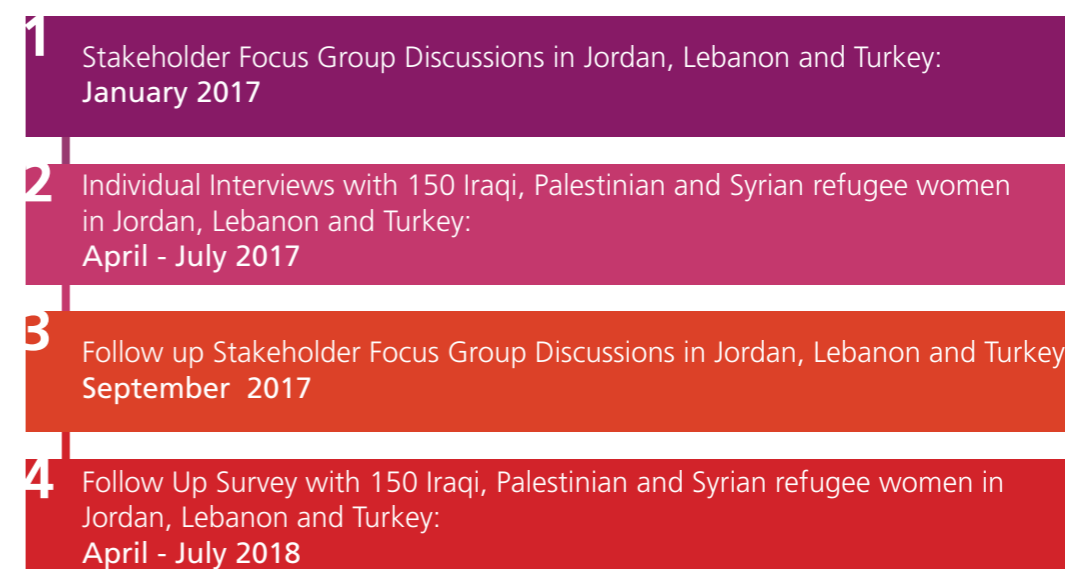 1
Stakeholder Focus Group Discussions in Jordan, Lebanon and Turkey:
January 2017
2
Individual Interviews with 150 Iraqi, Palestinian and Syrian refugee women
in Jordan, Lebanon and Turkey:
April - July 2017
3
Follow up Stakeholder Focus Group Discussions in Jordan, Lebanon and Turkey
September 2017
4
Follow Up Survey with 150 Iraqi, Palestinian and Syrian refugee women in
Jordan, Lebanon and Turkey:
April - July 2018